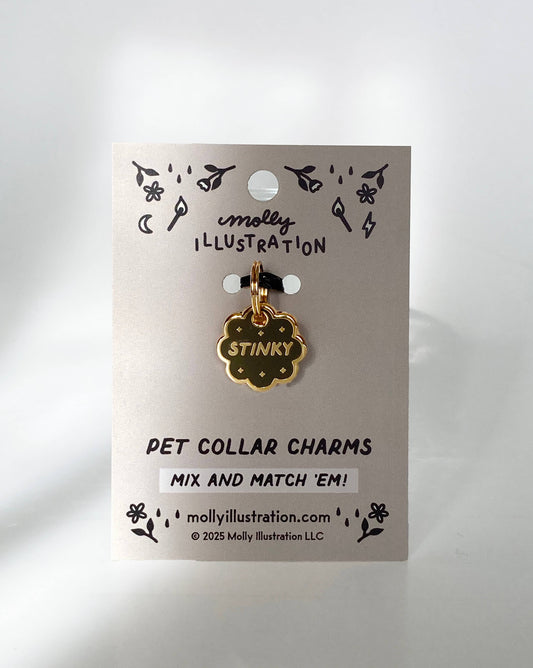 molly
ILLUSTRATION
STINKY
PET COLLAR CHARMS
MIX AND MATCH 'EM!
mollyillustration.com
© 2025 Molly Illustration LLC